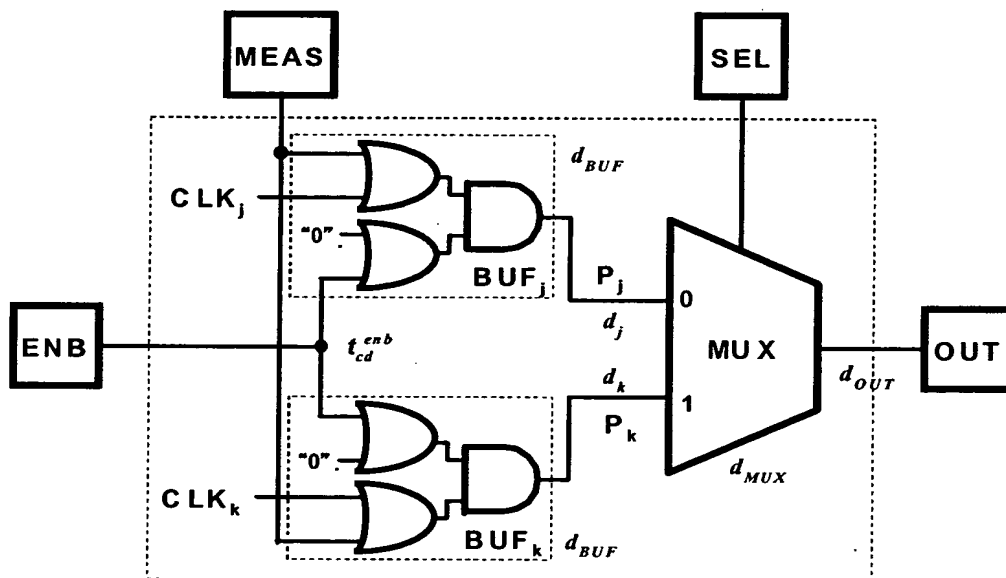 MEAS
SEL
d_BUF
CLK_j
"0"
BUF_j
P_j
0
d_j
ENB
t_cd^enb
MUX
OUT
d_OUT
d_k
1
P_k
"0"
d_MUX
CLK_k
BUF_k
d_BUF